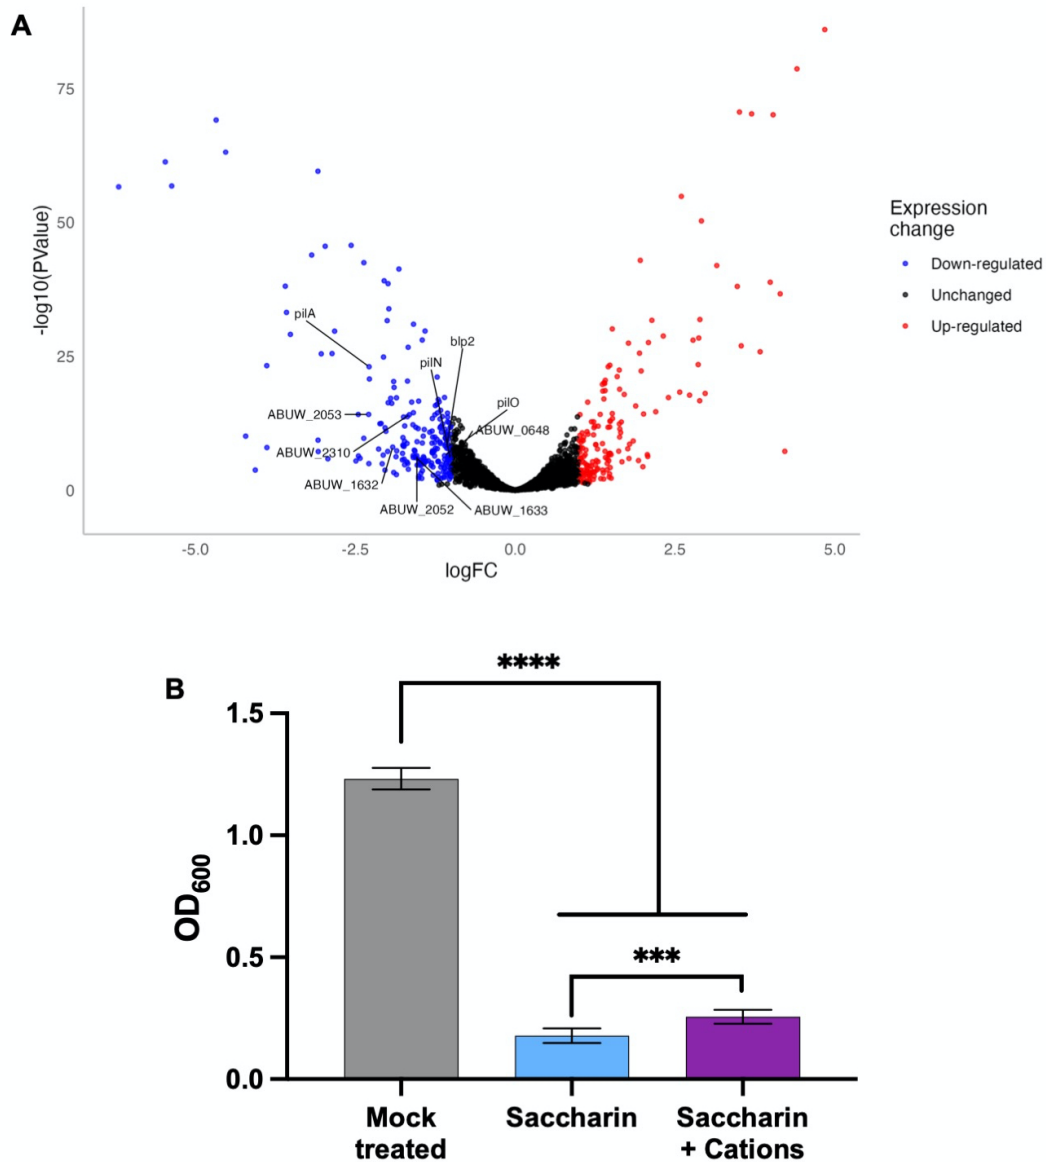 A
75
50
25
0
-log10(PValue)
-5.0
-2.5
0.0
2.5
5.0
logFC
pilA
blp2
pilN
pilO
ABUW_2053
ABUW_0648
ABUW_2310
ABUW_1632
ABUW_2052
ABUW_1633
Expression
change
Down-regulated
Unchanged
Up-regulated
B
****
***
1.5
1.0
0.5
0.0
OD600
Mock
treated
Saccharin
Saccharin
+ Cations